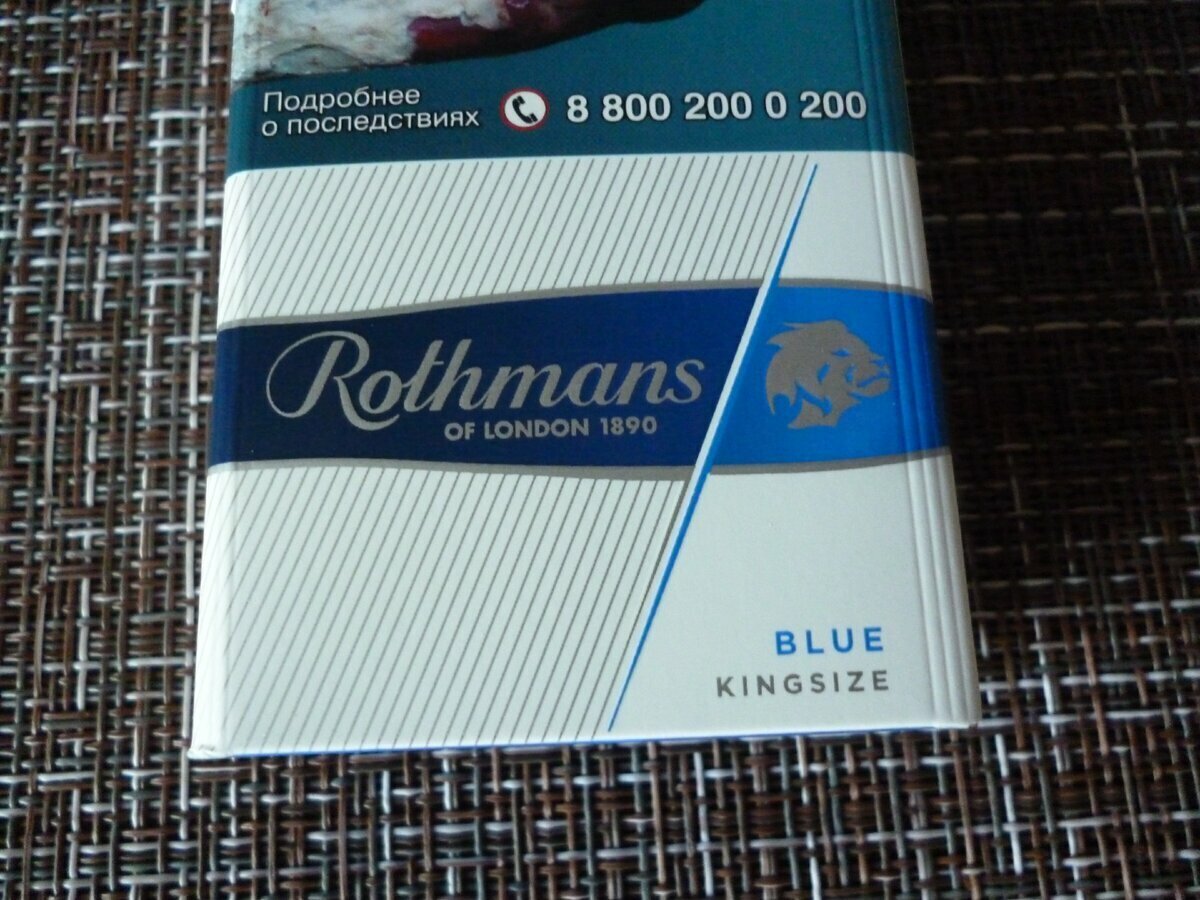 Подробнее
о последствиях
8 800 200 0 200
Rothmans
OF LONDON 1890
BLUE
KINGSIZE